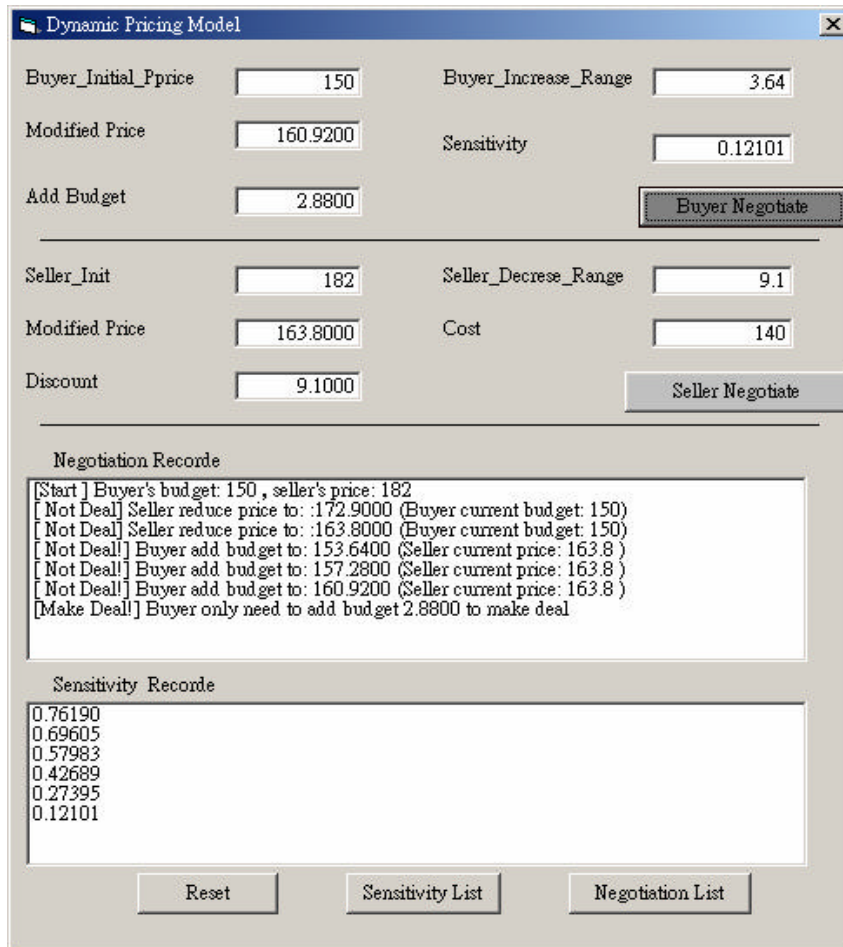 Dynamic Pricing Model
Buyer_Initial_Pprice 150 Buyer_Increase_Range 3.64
Modified Price 160.9200 Sensitivity 0.12101
Add Budget 2.8800 Buyer Negotiate
Seller_Init 182 Seller_Decrese_Range 9.1
Modified Price 163.8000 Cost 140
Discount 9.1000 Seller Negotiate
Negotiation Recorde
[Start ] Buyer's budget: 150 , seller's price: 182
[ Not Deal] Seller reduce price to: :172.9000 (Buyer current budget: 150)
[ Not Deal] Seller reduce price to: :163.8000 (Buyer current budget: 150)
[ Not Deal!] Buyer add budget to: 153.6400 (Seller current price: 163.8 )
[ Not Deal!] Buyer add budget to: 157.2800 (Seller current price: 163.8 )
[ Not Deal!] Buyer add budget to: 160.9200 (Seller current price: 163.8 )
[Make Deal!] Buyer only need to add budget 2.8800 to make deal
Sensitivity Recorde
0.76190
0.69605
0.57983
0.42689
0.27395
0.12101
Reset Sensitivity List Negotiation List